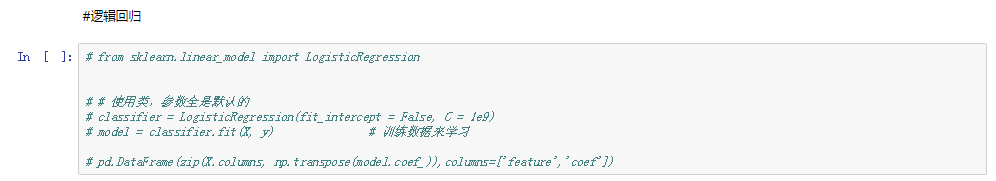 #逻辑回归
In [ ]:
# from sklearn.linear_model import LogisticRegression
# # 使用类，参数全是默认的
# classifier = LogisticRegression(fit_intercept = False, C = 1e9)
# model = classifier.fit(X, y) # 训练数据来学习
# pd.DataFrame(zip(X.columns, np.transpose(model.coef_)),columns=['feature','coef'])